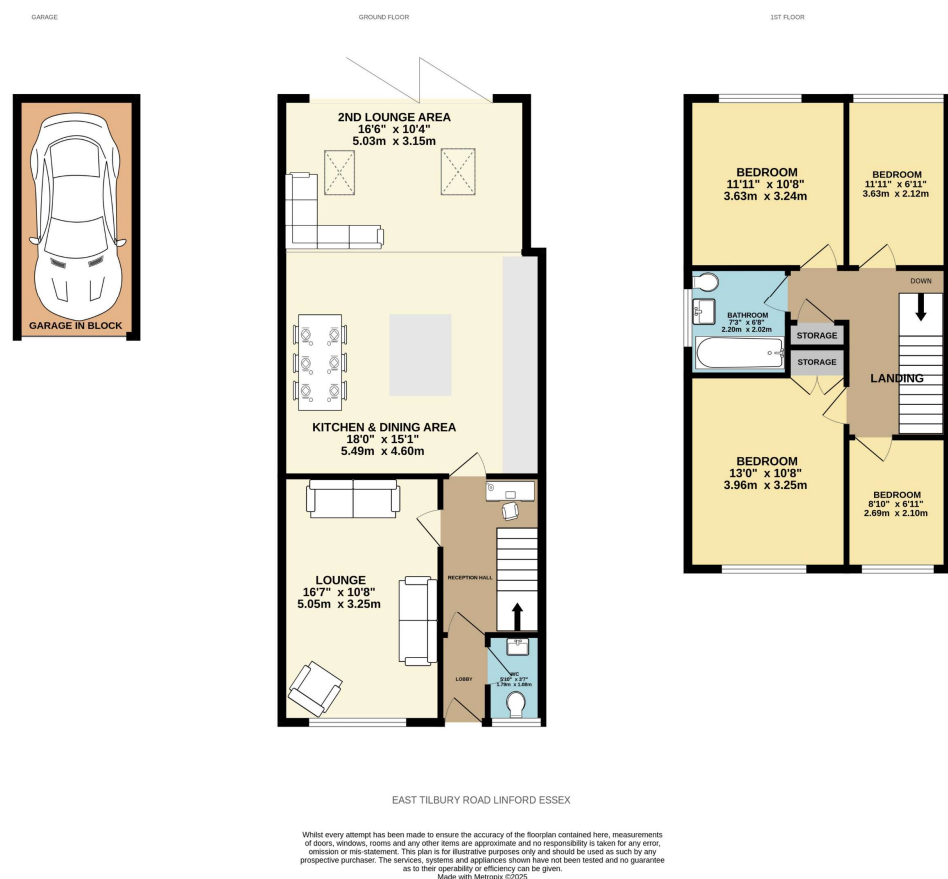 GARAGE
GROUND FLOOR
1ST FLOOR
GARAGE IN BLOCK
2ND LOUNGE AREA
16'6" x 10'4"
5.03m x 3.15m
KITCHEN & DINING AREA
18'0" x 15'1"
5.49m x 4.60m
LOUNGE
16'7" x 10'8"
5.05m x 3.25m
RECEPTION HALL
LOBBY
WC
5'10" x 3'7"
BEDROOM
11'11" x 10'8"
3.63m x 3.24m
BEDROOM
11'11" x 6'11"
3.63m x 2.12m
BATHROOM
7'3" x 6'8"
2.20m x 2.02m
STORAGE
STORAGE
DOWN
LANDING
BEDROOM
13'0" x 10'8"
3.96m x 3.25m
BEDROOM
8'10" x 6'11"
2.69m x 2.10m
EAST TILBURY ROAD LINFORD ESSEX
Whilst every attempt has been made to ensure the accuracy of the floorplan contained here, measurements
of doors, windows, rooms and any other items are approximate and no responsibility is taken for any error,
omission or mis-statement. This plan is for illustrative purposes only and should be used as such by any
prospective purchaser. The services, systems and appliances shown have not been tested and no guarantee
as to their operability or efficiency can be given.
Made with Metropix ©2025